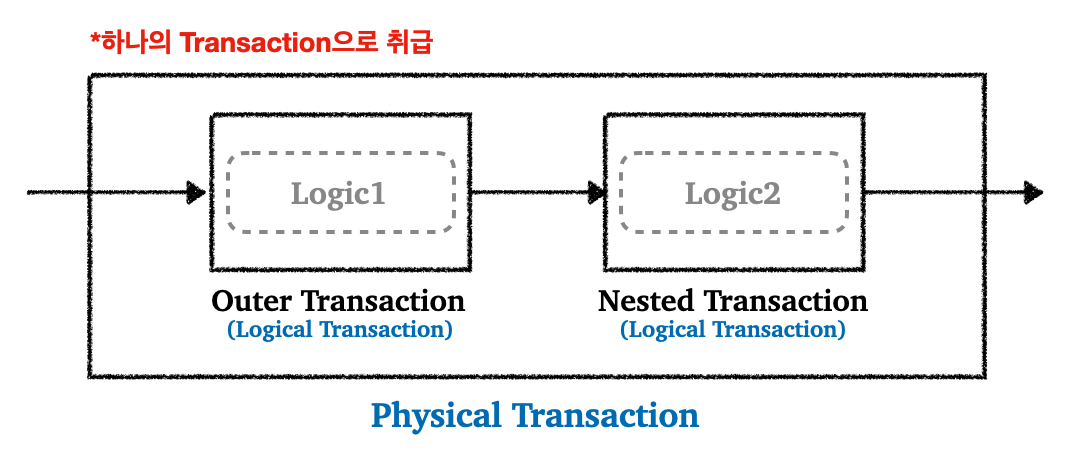 *하나의 Transaction으로 취급
Logic1
Logic2
Outer Transaction
(Logical Transaction)
Nested Transaction
(Logical Transaction)
Physical Transaction